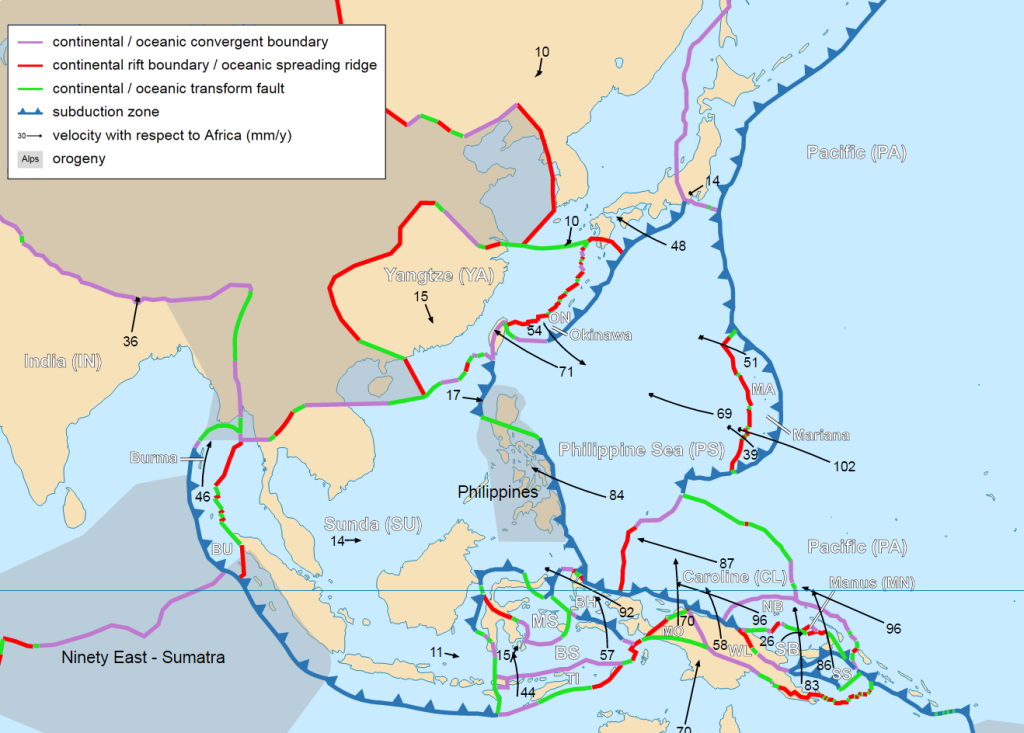 continental / oceanic convergent boundary
continental rift boundary / oceanic spreading ridge
continental / oceanic transform fault
subduction zone
30 velocity with respect to Africa (mm/y)
Alps orogeny
10
Pacific (PA)
14
10
48
Yangtze (YA)
15
36
India (IN)
ON
54
Okinawa
71
51
17
MA
69
Mariana
39
Philippine Sea (PS)
102
Burma
46
Philippines
84
Sunda (SU)
14
BU
Pacific (PA)
87
Caroline (CL)
Manus (MN)
BH
92
NB
MS
70
96
96
MO
58
26
SB
WL
11
15
BS
57
86
Ninety East - Sumatra
TI
SS
44
83
70